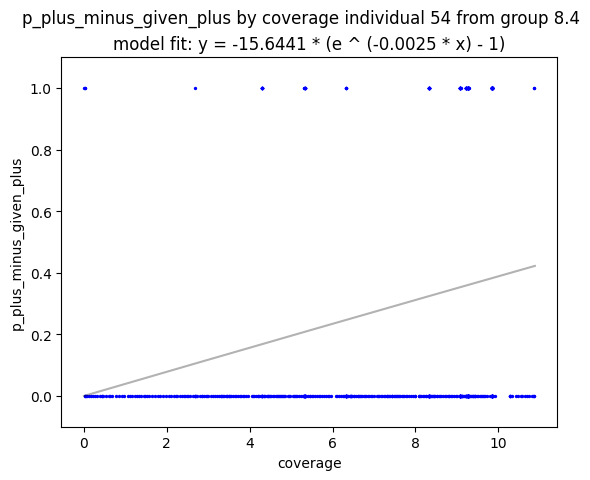 p_plus_minus_given_plus by coverage individual 54 from group 8.4
model fit: y = -15.6441 * (e ^ (-0.0025 * x) - 1)
1.0
0.8
0.6
0.4
0.2
0.0
p_plus_minus_given_plus
0 2 4 6 8 10
coverage